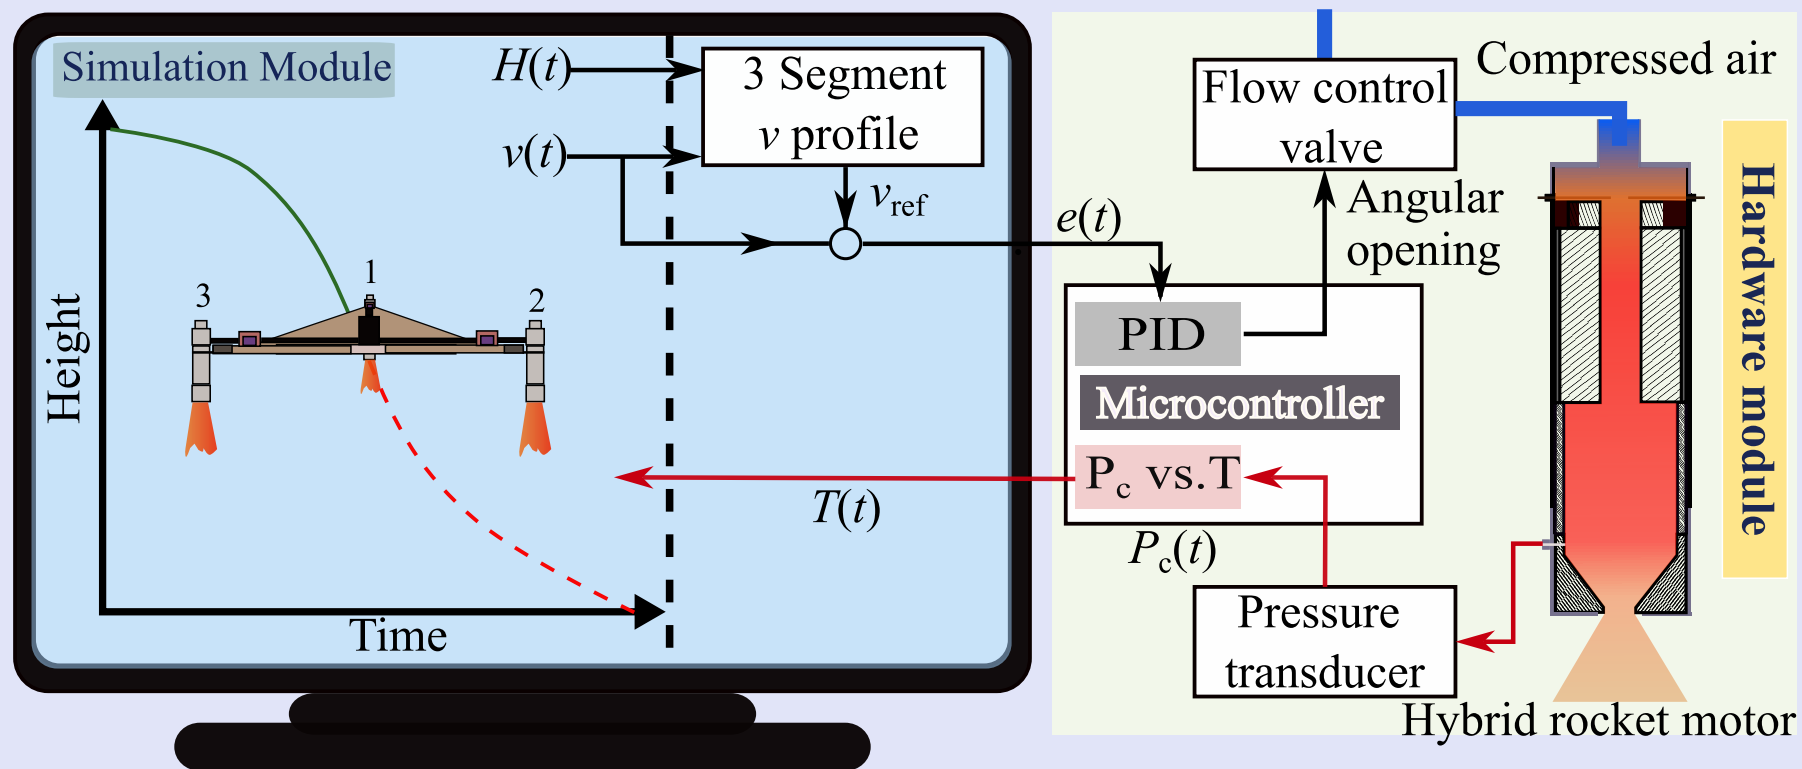 Simulation Module
H(t)
3 Segment
v profile
v(t)
v_ref
e(t)
1
3
2
Height
Time
T(t)
Compressed air
Flow control
valve
Angular
opening
PID
Microcontroller
P_c vs.T
P_c(t)
Pressure
transducer
Hardware module
Hybrid rocket motor